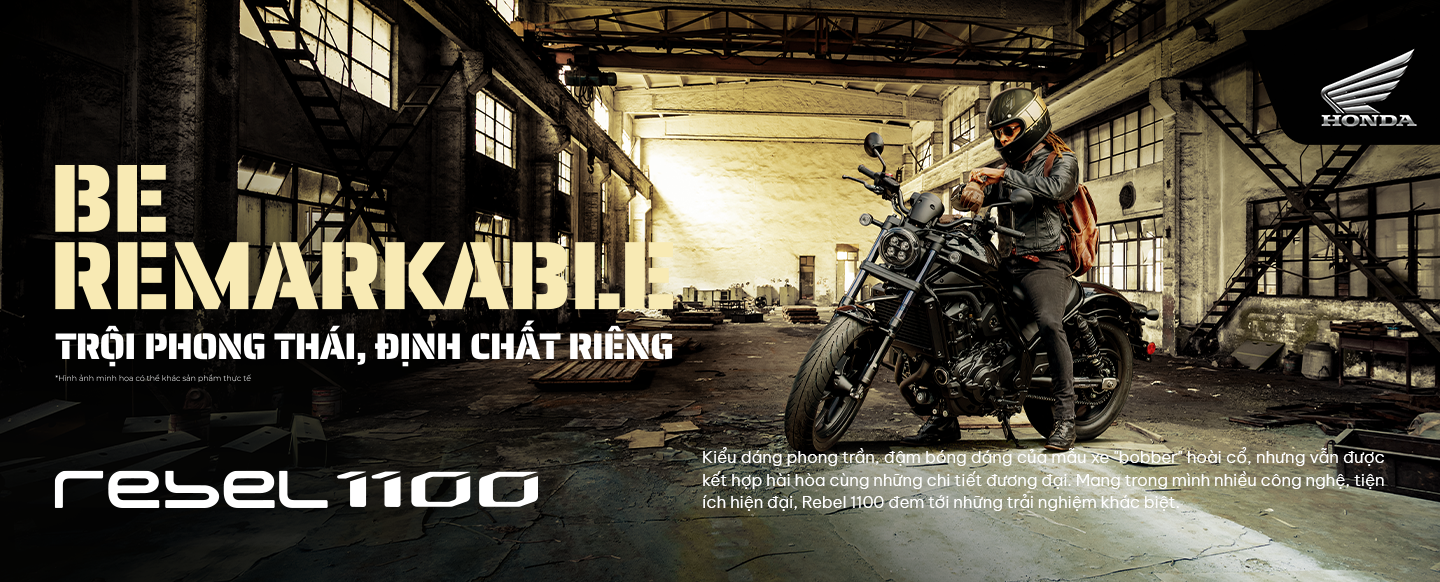 HONDA
BE
REMARKABLE
TRỘI PHONG THÁI, ĐỊNH CHẤT RIÊNG
*Hình ảnh minh họa có thể khác sản phẩm thực tế
rebel 1100
Kiểu dáng phong trần, đậm bóng dáng của mẫu xe "bobber" hoài cổ, nhưng vẫn được
kết hợp hài hòa cùng những chi tiết đương đại. Mang trong mình nhiều công nghệ, tiện
ích hiện đại, Rebel 1100 đem tới những trải nghiệm khác biệt.